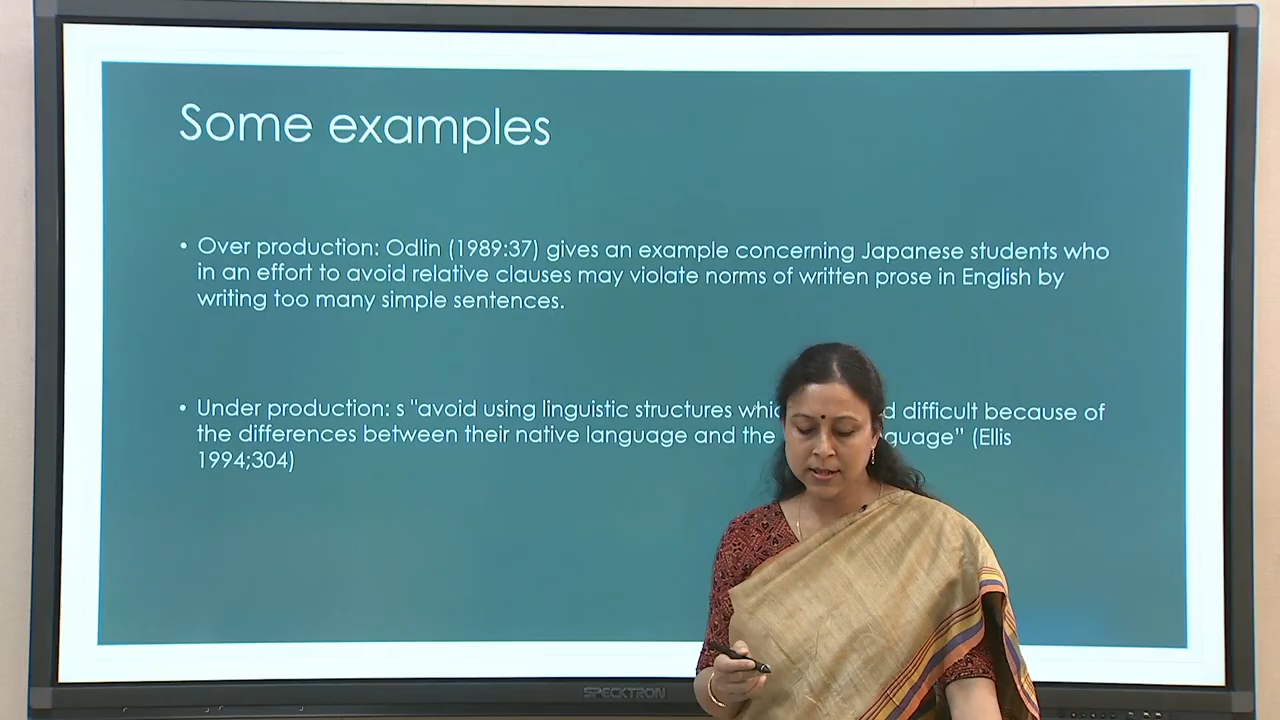 Some examples
• Over production: Odlin (1989:37) gives an example concerning Japanese students who
in an effort to avoid relative clauses may violate norms of written prose in English by
writing too many simple sentences.
• Under production: s "avoid using linguistic structures difficult because of
the differences between their native language and the (Ellis
1994;304)
SPECKTRON